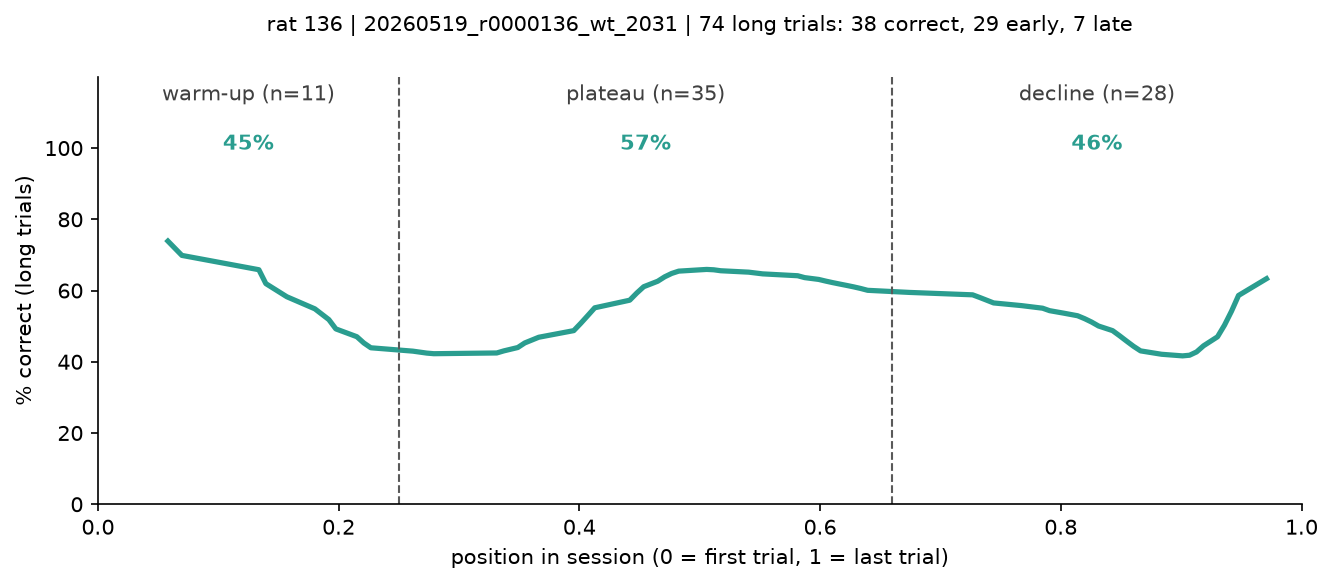 rat 136 | 20260519_r0000136_wt_2031 | 74 long trials: 38 correct, 29 early, 7 late
warm-up (n=11)
plateau (n=35)
decline (n=28)
45%
57%
46%
% correct (long trials)
100
80
60
40
20
0
0.0
0.2
0.4
0.6
0.8
1.0
position in session (0 = first trial, 1 = last trial)